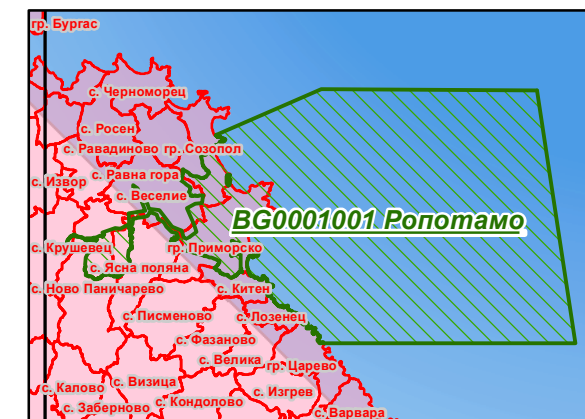 гр. Бургас
с. Черноморец
с. Росен
с. Равадиново гр. Созопол
с. Извор с. Равна гора
с. Веселие
BG0001001 Ропотамо
с. Крушевец гр. Приморско
с. Ясна поляна
с. Ново Паничарево с. Китен
с. Писменово с. Лозенец
с. Фазаново
с. Велика гр. Царево
с. Калово с. Визица с. Изгрев
с. Заберново с. Кондолово с. Варвара